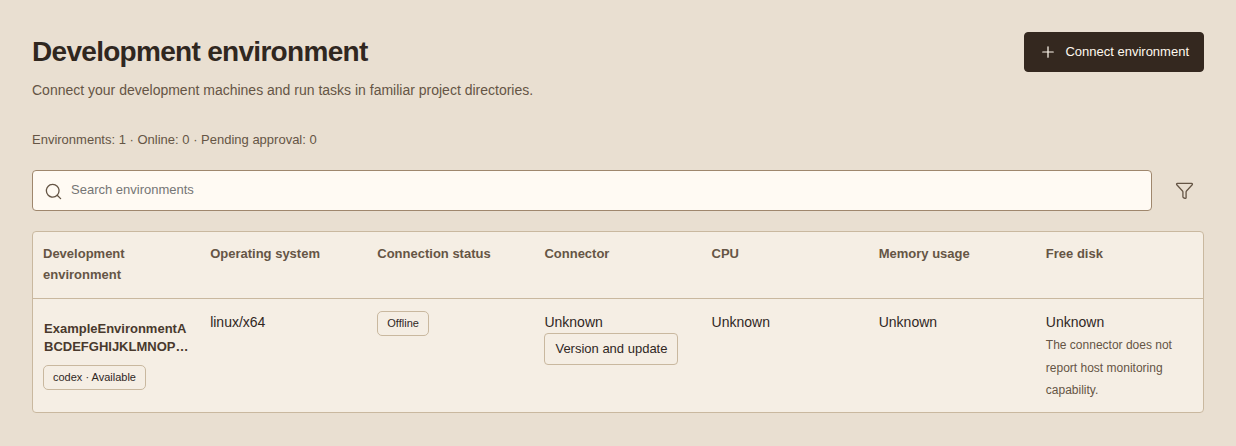 Development environment
Connect environment
Connect your development machines and run tasks in familiar project directories.
Environments: 1 · Online: 0 · Pending approval: 0
Search environments
Development
environment
Operating system
Connection status
Connector
CPU
Memory usage
Free disk
ExampleEnvironmentA
BCDEFGHIJKLMNOP…
codex · Available
linux/x64
Offline
Unknown
Version and update
Unknown
Unknown
Unknown
The connector does not
report host monitoring
capability.